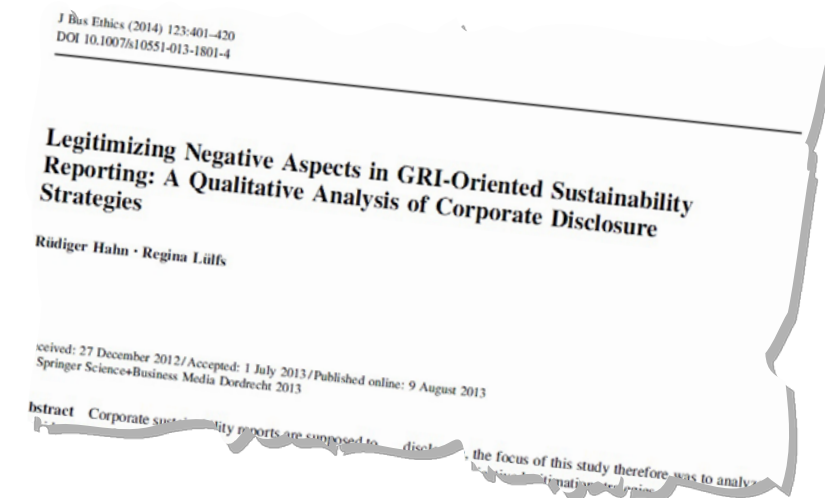 J Bus Ethics (2014) 123:401–420
DOI 10.1007/s10551-013-1801-4
Legitimizing Negative Aspects in GRI-Oriented Sustainability
Reporting: A Qualitative Analysis of Corporate Disclosure
Strategies
Rüdiger Hahn · Regina Lülfs
ceived: 27 December 2012/Accepted: 1 July 2013/Published online: 9 August 2013
Springer Science+Business Media Dordrecht 2013
bstract Corporate reports are supposed to , the focus of this study therefore was to analyz